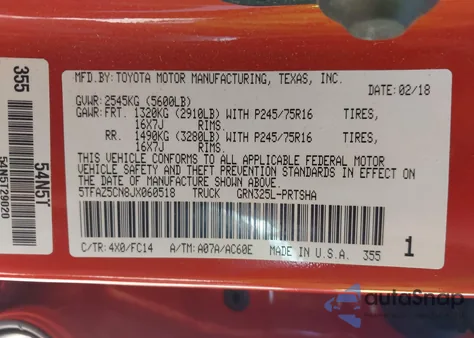 MFD.BY:TOYOTA MOTOR MANUFACTURING, TEXAS, INC.
DATE:02/18
GVWR:2545KG (5600LB)
GAWR:FRT. 1320KG (2910LB) WITH P245/75R16 TIRES,
16X7J RIMS.
RR. 1490KG (3280LB) WITH P245/75R16 TIRES,
16X7J RIMS.
THIS VEHICLE CONFORMS TO ALL APPLICABLE FEDERAL MOTOR
VEHICLE SAFETY AND THEFT PREVENTION STANDARDS IN EFFECT ON
THE DATE OF MANUFACTURE SHOWN ABOVE.
5TFAZ5CN8JX060518 TRUCK GRN325L-PRTSHA
C/TR: 4X0/FC14 A/TM: A07A/AC60E MADE IN U.S.A. 355 1
355
54N5Y
54N5YZ9020
autoSnap